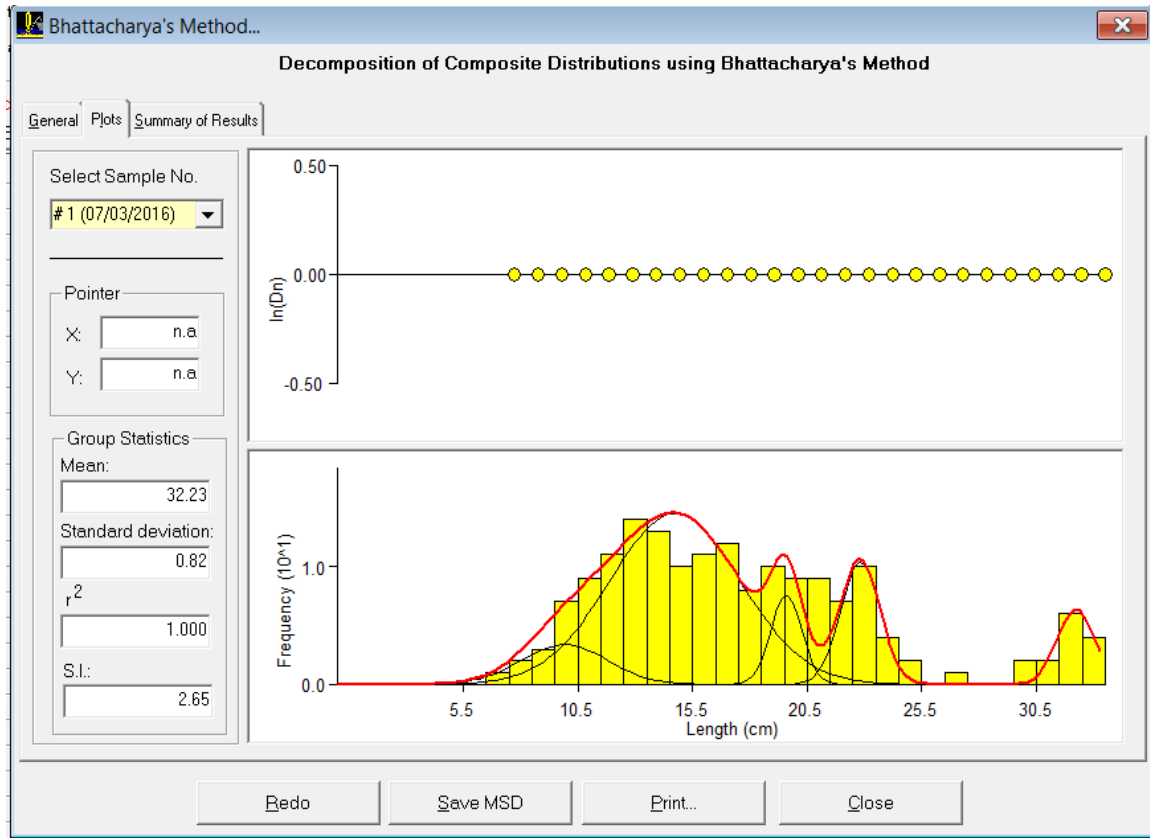 Bhattacharya's Method...
Decomposition of Composite Distributions using Bhattacharya's Method
General
Plots
Summary of Results
Select Sample No.
# 1 (07/03/2016)
Pointer
X:
n.a
Y:
n.a
Group Statistics
Mean:
32.23
Standard deviation:
0.82
r2
1.000
S.I.:
2.65
0.50
0.00
-0.50
ln(Dn)
1.0
0.0
Frequency (10^1)
5.5 10.5 15.5 20.5 25.5 30.5
Length (cm)
Redo
Save MSD
Print...
Close